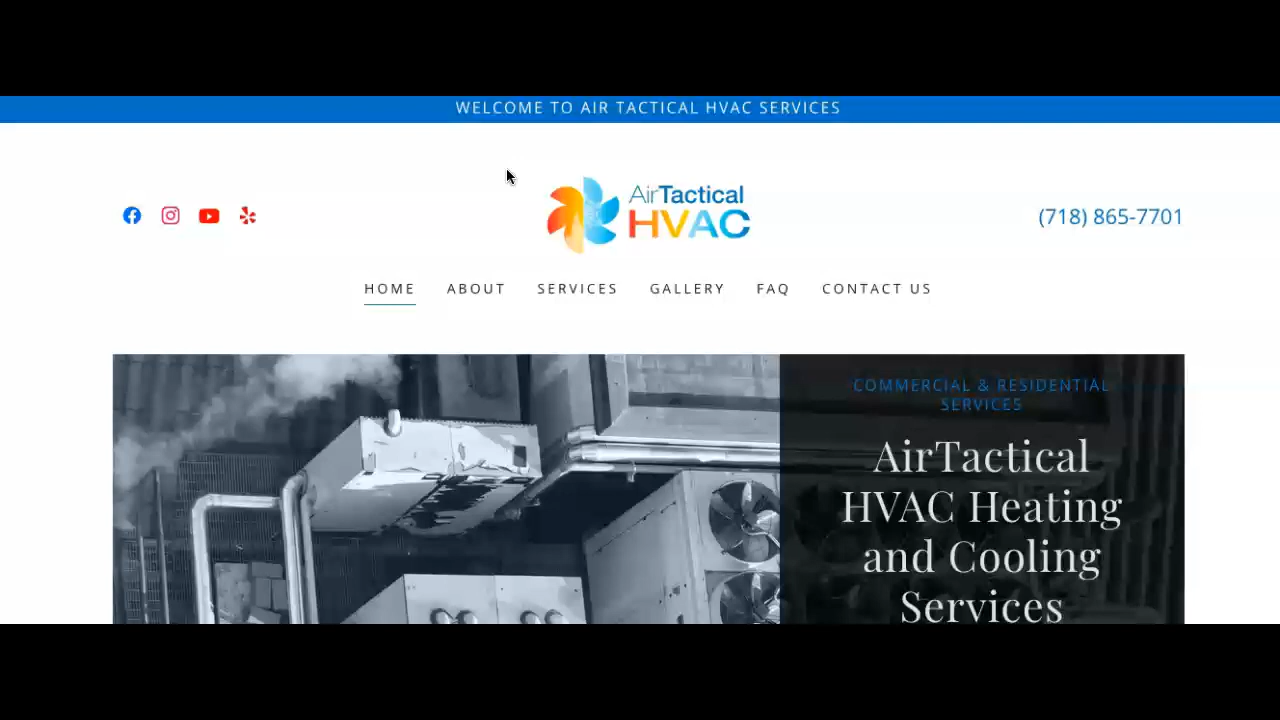 WELCOME TO AIR TACTICAL HVAC SERVICES
AirTactical
HVAC
(718) 865-7701
HOME ABOUT SERVICES GALLERY FAQ CONTACT US
COMMERCIAL & RESIDENTIAL
SERVICES
AirTactical
HVAC Heating
and Cooling
Services